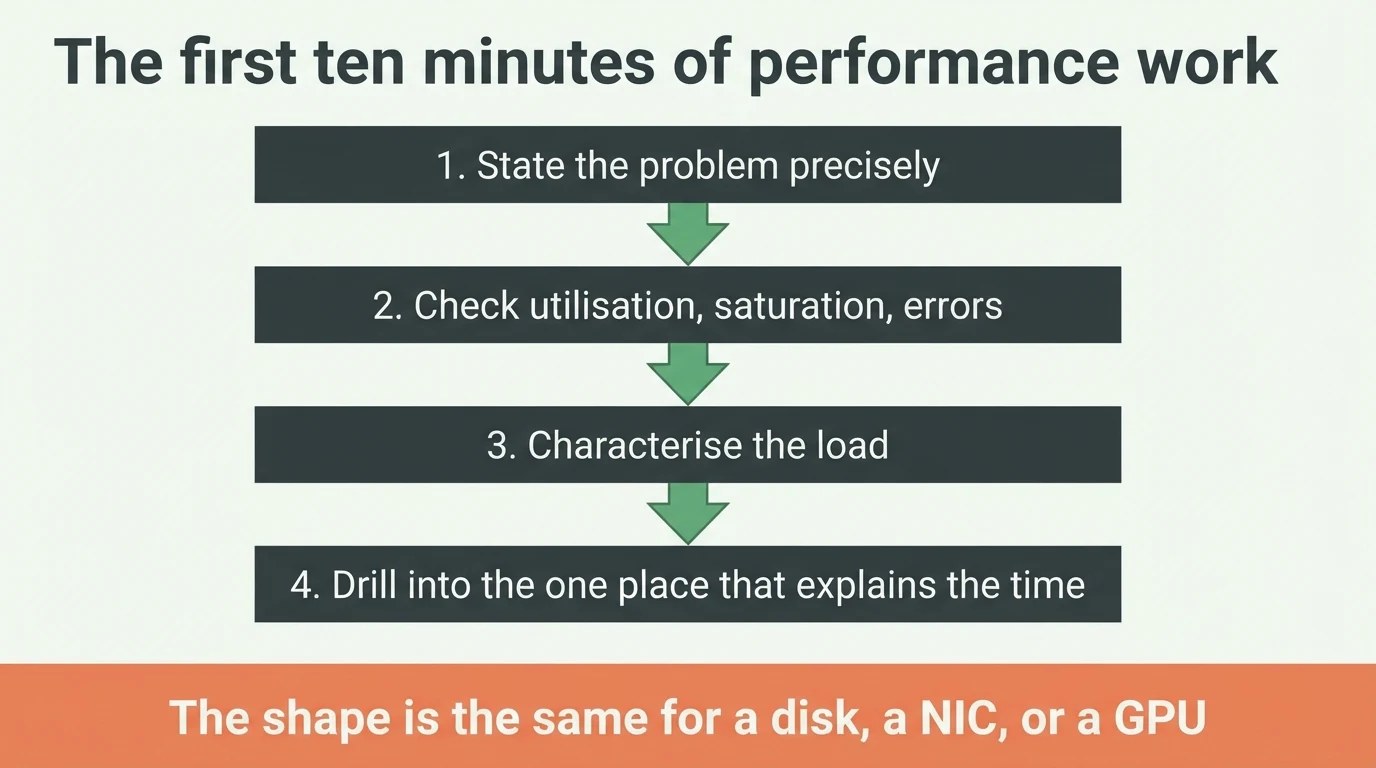 The first ten minutes of performance work
1. State the problem precisely
2. Check utilisation, saturation, errors
3. Characterise the load
4. Drill into the one place that explains the time
The shape is the same for a disk, a NIC, or a GPU